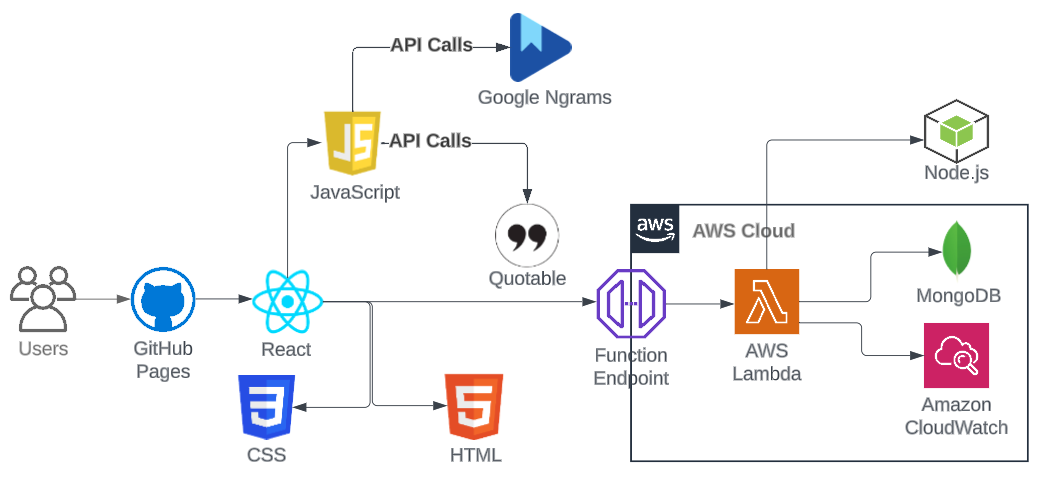 API Calls
Google Ngrams
JS
API Calls
JavaScript
Node.js
aws
AWS Cloud
Quotable
MongoDB
Users
GitHub
Pages
React
Function
Endpoint
AWS
Lambda
Amazon
CloudWatch
3
5
CSS
HTML